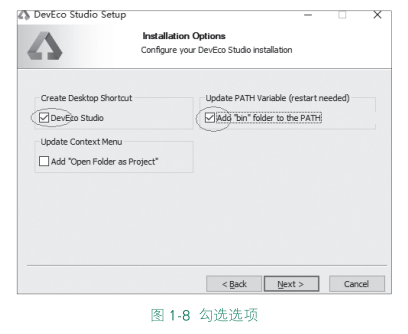 DevEco Studio Setup
Installation Options
Configure your DevEco Studio installation
Create Desktop Shortcut
DevEco Studio
Update PATH Variable (restart needed)
Add "bin" folder to the PATH
Update Context Menu
Add "Open Folder as Project"
< Back
Next >
Cancel
图 1-8 勾选选项